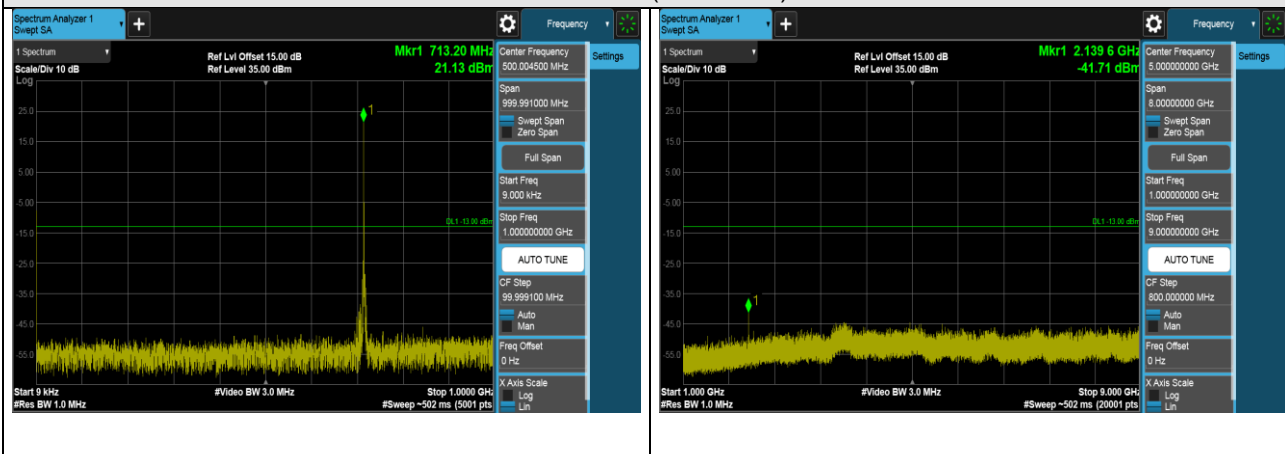 Spectrum Analyzer 1
Swept SA
Frequency
1 Spectrum
Scale/Div 10 dB
Log
Ref Lvl Offset 15.00 dB
Ref Level 35.00 dBm
Mkr1 713.20 MHz
21.13 dBm
25.0
15.0
5.00
-5.00
-15.0
-25.0
-35.0
-45.0
-55.0
1
DL1 -13.00 dBm
Start 9 kHz
#Res BW 1.0 MHz
#Video BW 3.0 MHz
Stop 1.0000 GHz
#Sweep ~502 ms (5001 pts
Center Frequency
500.004500 MHz
Span
999.991000 MHz
Swept Span
Zero Span
Full Span
Start Freq
9.000 kHz
Stop Freq
1.000000000 GHz
AUTO TUNE
CF Step
99.999100 MHz
Auto
Man
Freq Offset
0 Hz
X Axis Scale
Log
Lin
Settings
Spectrum Analyzer 1
Swept SA
Frequency
1 Spectrum
Scale/Div 10 dB
Log
Ref Lvl Offset 15.00 dB
Ref Level 35.00 dBm
Mkr1 2.139 6 GHz
-41.71 dBm
25.0
15.0
5.00
-5.00
-15.0
-25.0
-35.0
-45.0
-55.0
1
DL1 -13.00 dBm
Start 1.000 GHz
#Res BW 1.0 MHz
#Video BW 3.0 MHz
Stop 9.000 GHz
#Sweep ~502 ms (20001 pts
Center Frequency
5.000000000 GHz
Span
8.00000000 GHz
Swept Span
Zero Span
Full Span
Start Freq
1.000000000 GHz
Stop Freq
9.000000000 GHz
AUTO TUNE
CF Step
800.000000 MHz
Auto
Man
Freq Offset
0 Hz
X Axis Scale
Log
Lin
Settings